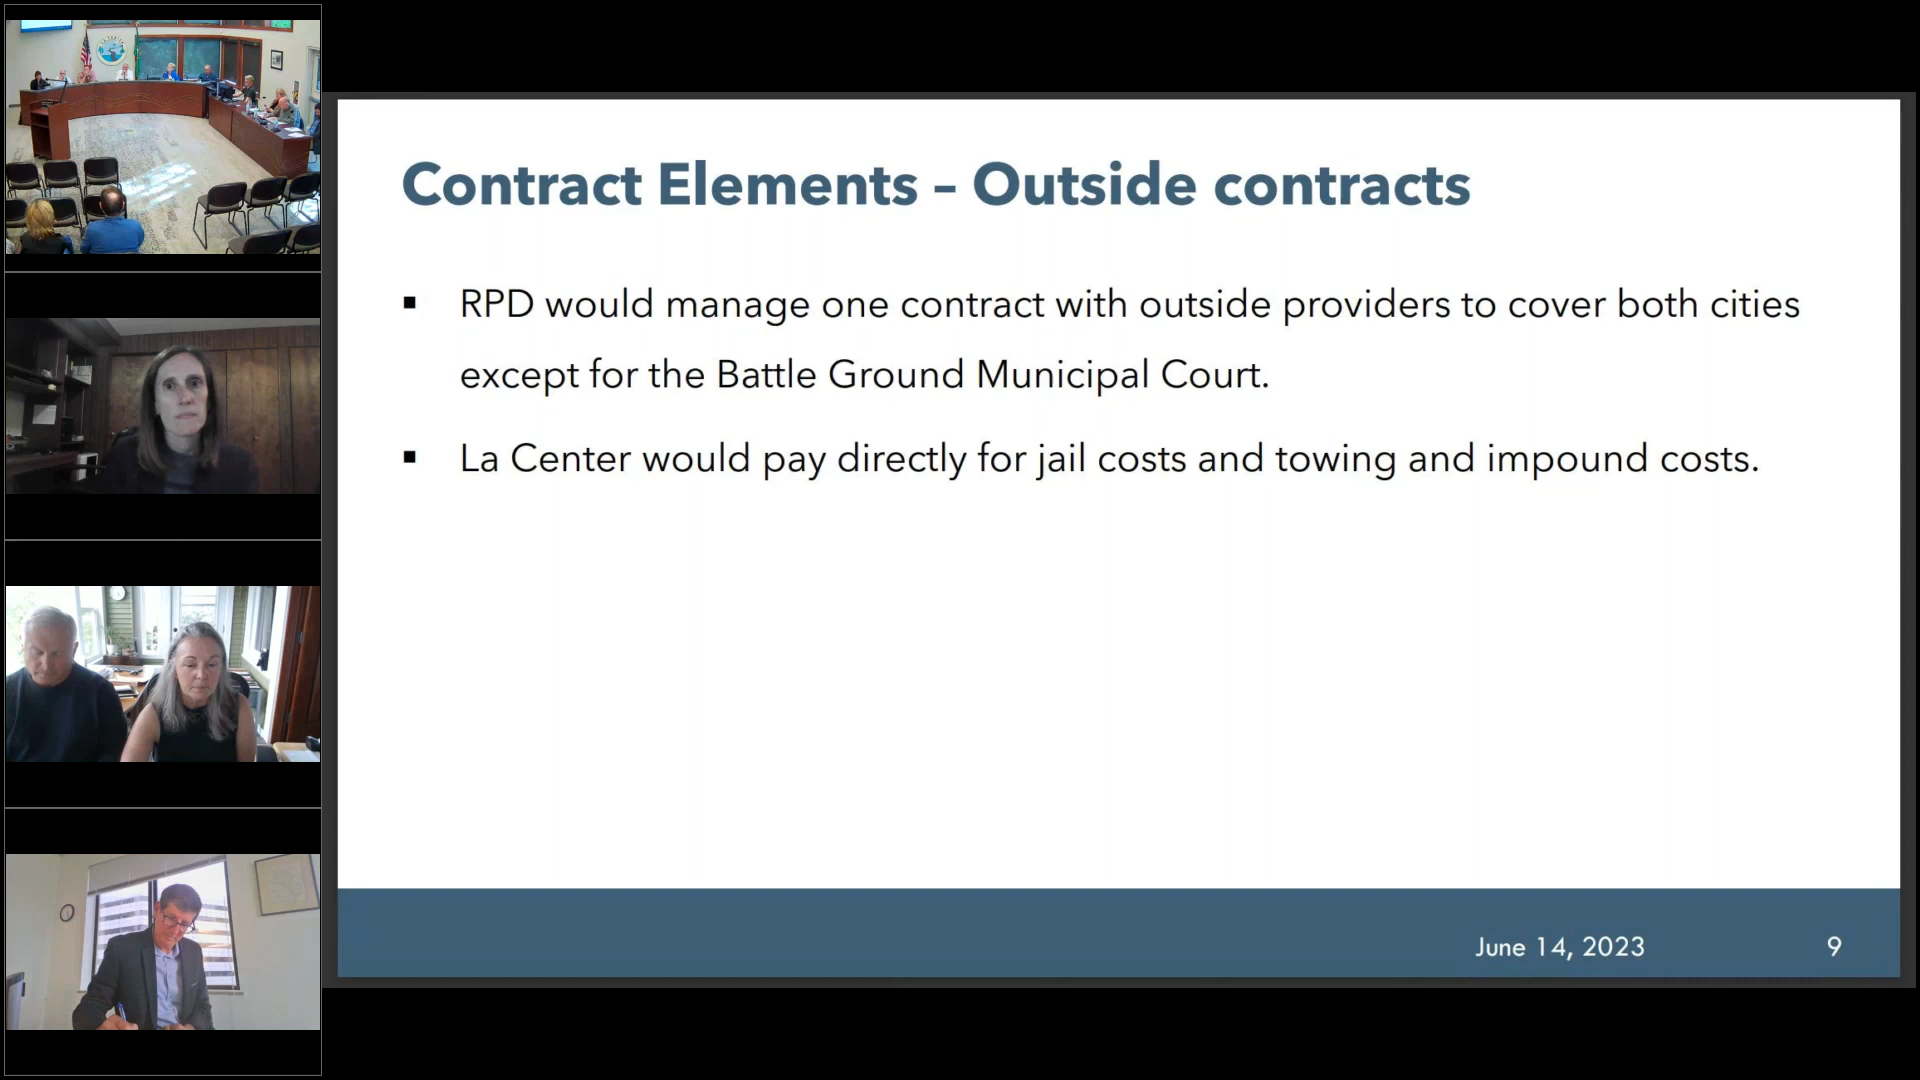 Contract Elements – Outside contracts
▪ RPD would manage one contract with outside providers to cover both cities
except for the Battle Ground Municipal Court.
▪ La Center would pay directly for jail costs and towing and impound costs.
June 14, 2023
9